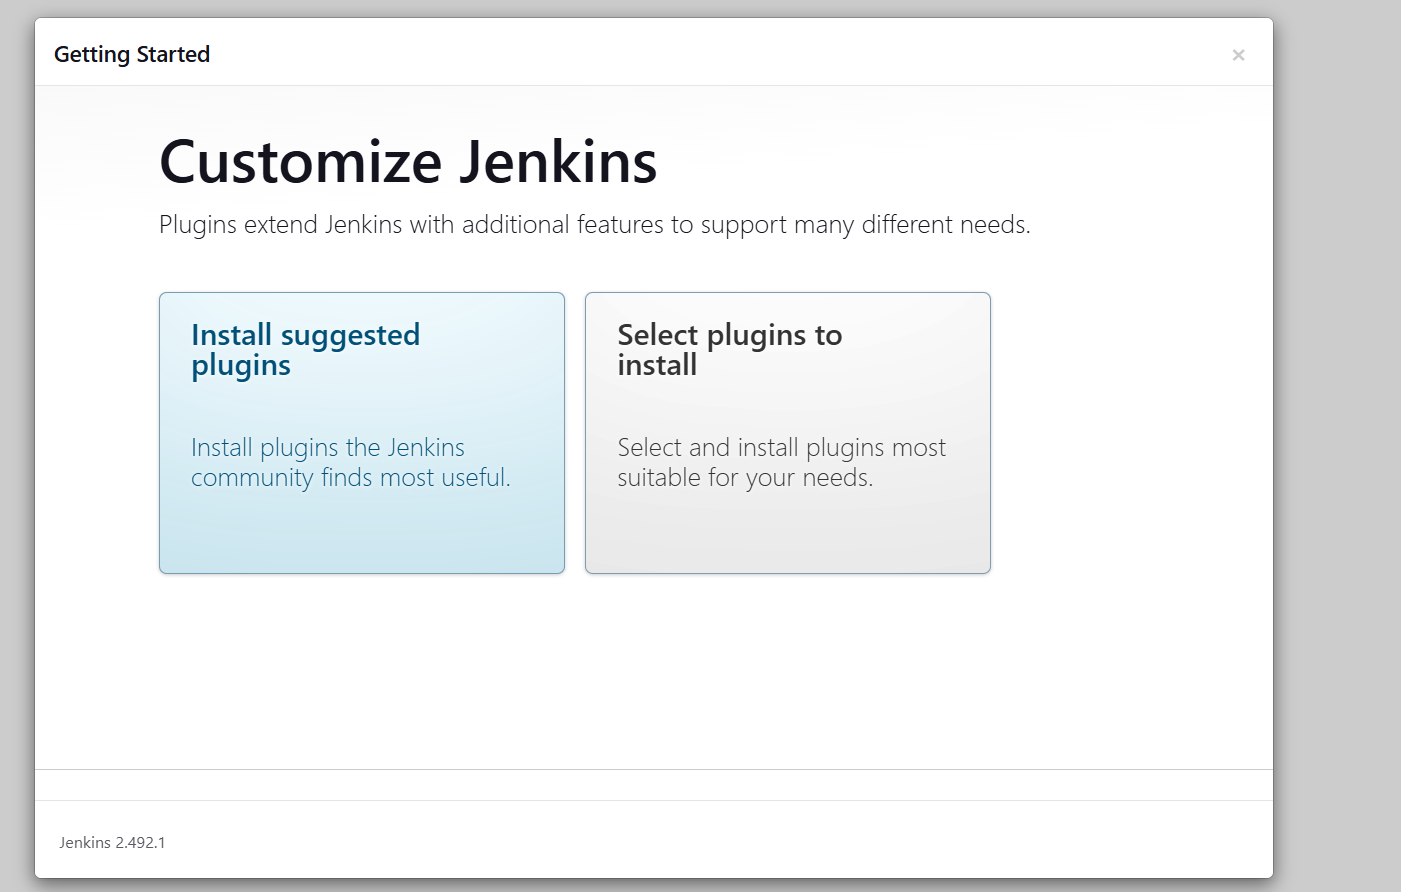 Getting Started
×
Customize Jenkins
Plugins extend Jenkins with additional features to support many different needs.
Install suggested
plugins
Install plugins the Jenkins
community finds most useful.
Select plugins to
install
Select and install plugins most
suitable for your needs.
Jenkins 2.492.1